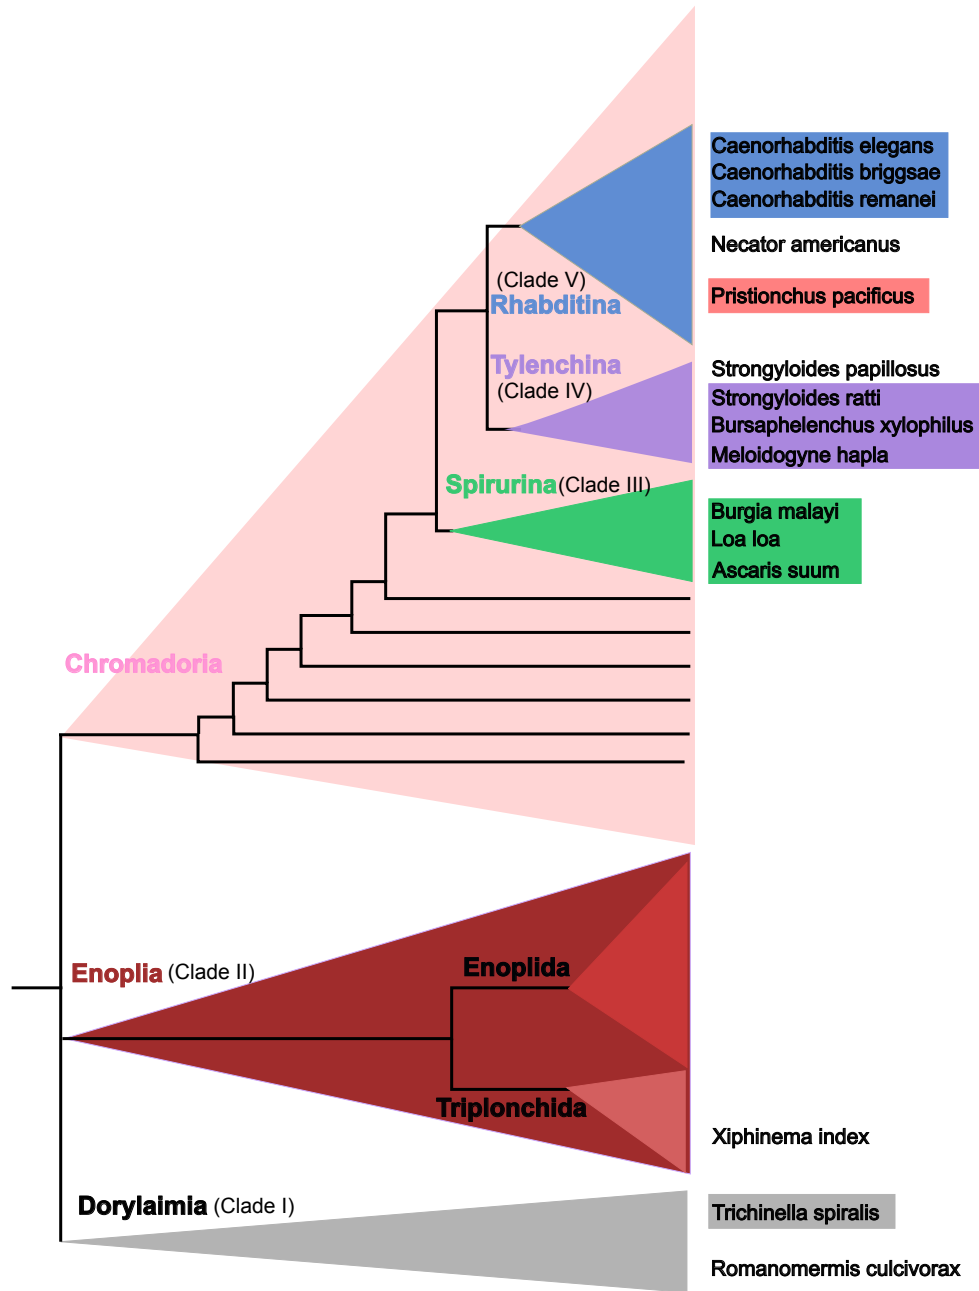 Caenorhabditis elegans
Caenorhabditis briggsae
Caenorhabditis remanei
Necator americanus
(Clade V)
Rhabditina
Pristionchus pacificus
Tylenchina
(Clade IV)
Strongyloides papillosus
Strongyloides ratti
Bursaphelenchus xylophilus
Meloidogyne hapla
Spirurina (Clade III)
Burgia malayi
Loa loa
Ascaris suum
Chromadoria
Enoplia (Clade II)
Enoplida
Triplonchida
Xiphinema index
Dorylaimia (Clade I)
Trichinella spiralis
Romanomermis culcivorax